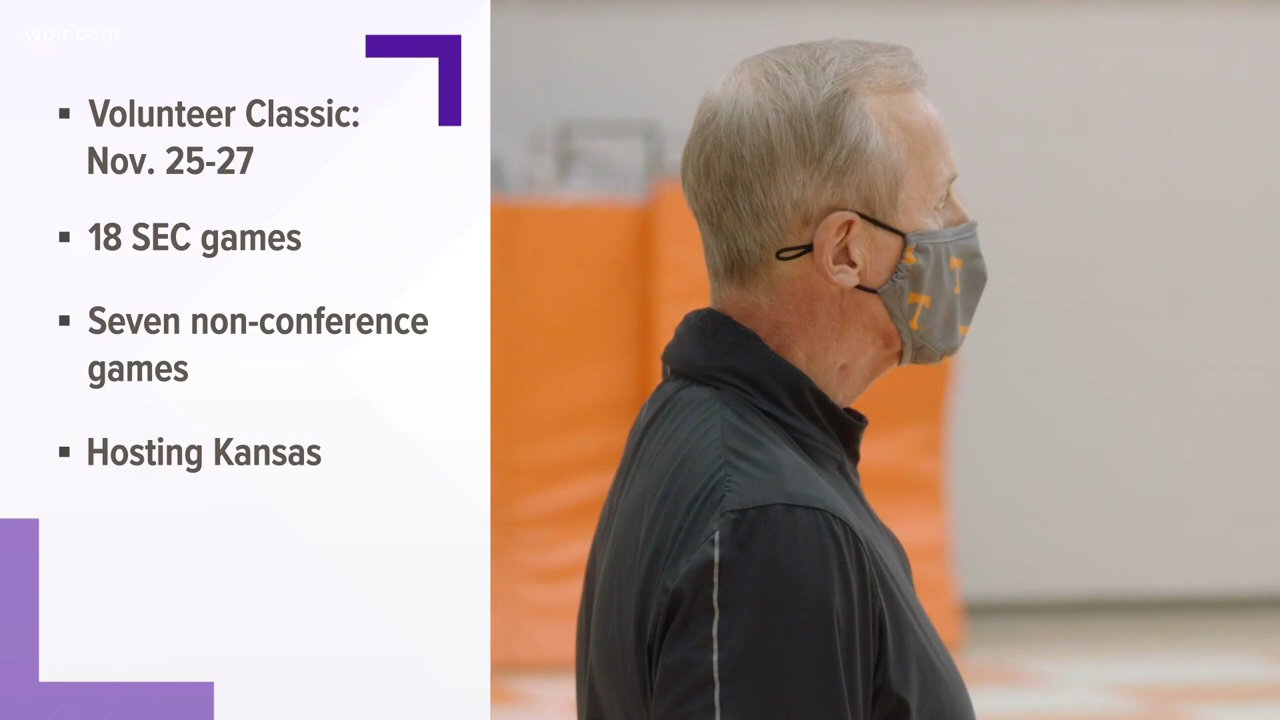 wbir.com
▪ Volunteer Classic:
Nov. 25-27
▪ 18 SEC games
▪ Seven non-conference
games
▪ Hosting Kansas
T
T